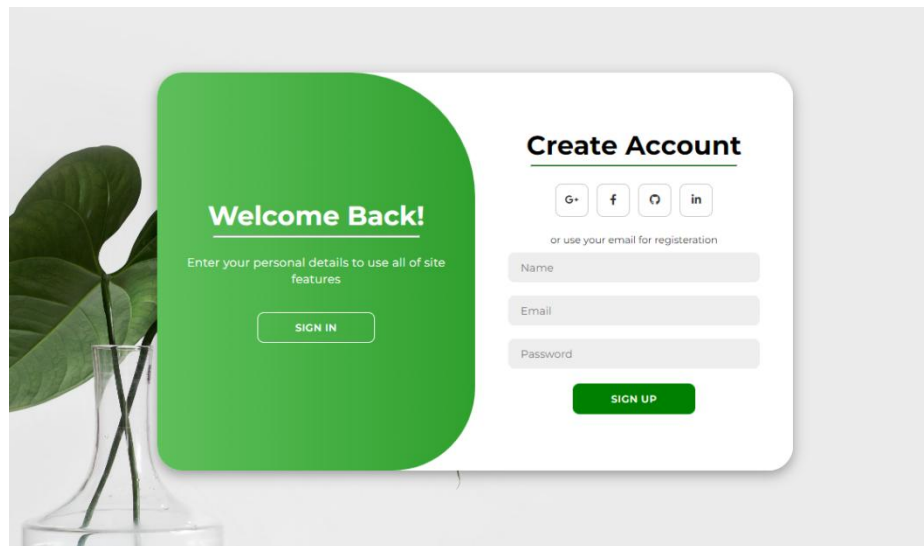 Welcome Back!
Enter your personal details to use all of site
features
SIGN IN
Create Account
G+
f
in
or use your email for registeration
Name
Email
Password
SIGN UP